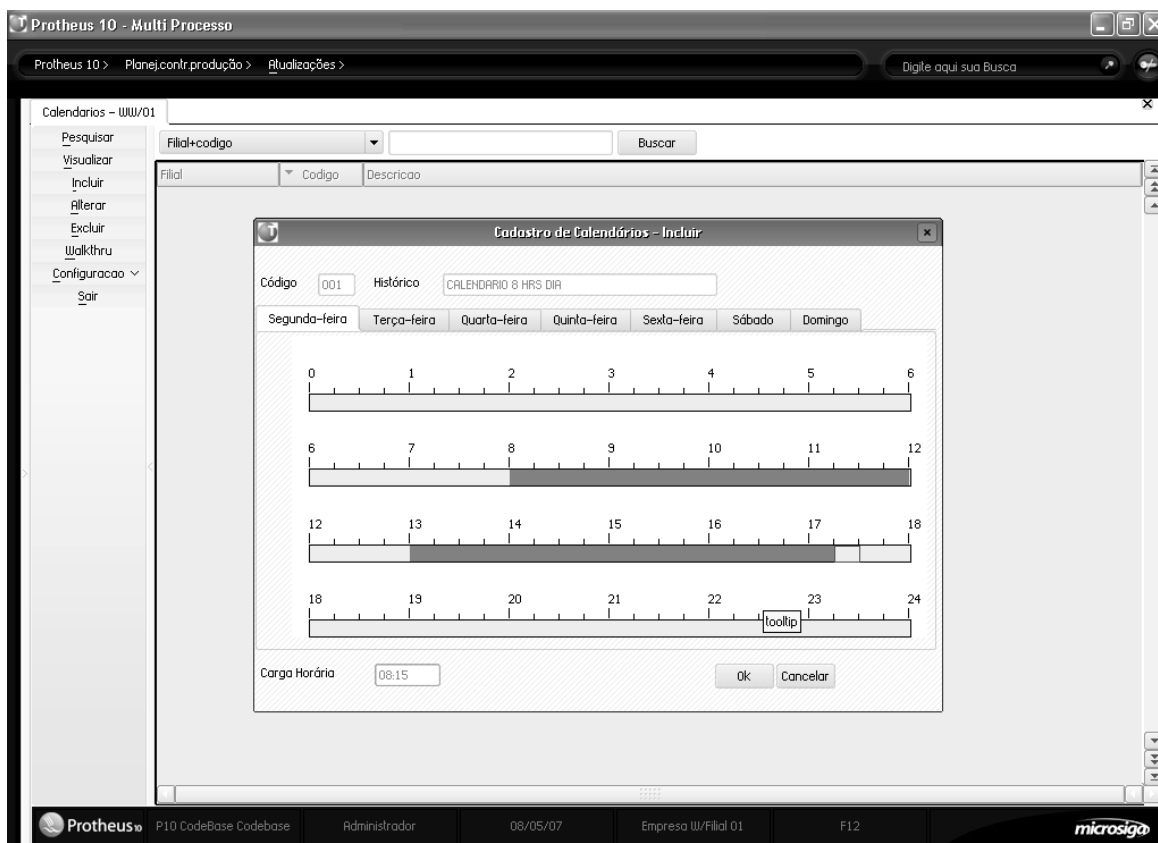 Protheus 10 - Multi Processo
Protheus 10 > Planej.contr.produção > Atualizações >
Digite aqui sua Busca
Calendarios - WW/01
Pesquisar
Visualizar
Incluir
Alterar
Excluir
Walkthru
Configuracao
Sair
Filial+codigo
Buscar
Filial Codigo Descricao
Cadastro de Calendários - Incluir
Código 001 Histórico CALENDARIO 8 HRS DIA
Segunda-feira Terça-feira Quarta-feira Quinta-feira Sexta-feira Sábado Domingo
0 1 2 3 4 5 6
6 7 8 9 10 11 12
12 13 14 15 16 17 18
18 19 20 21 22 23 24
tooltip
Carga Horária 08:15 Ok Cancelar
Protheus 10 P10 CodeBase Codebase Administrador 08/05/07 Empresa W/Filial 01 F12 microsiga